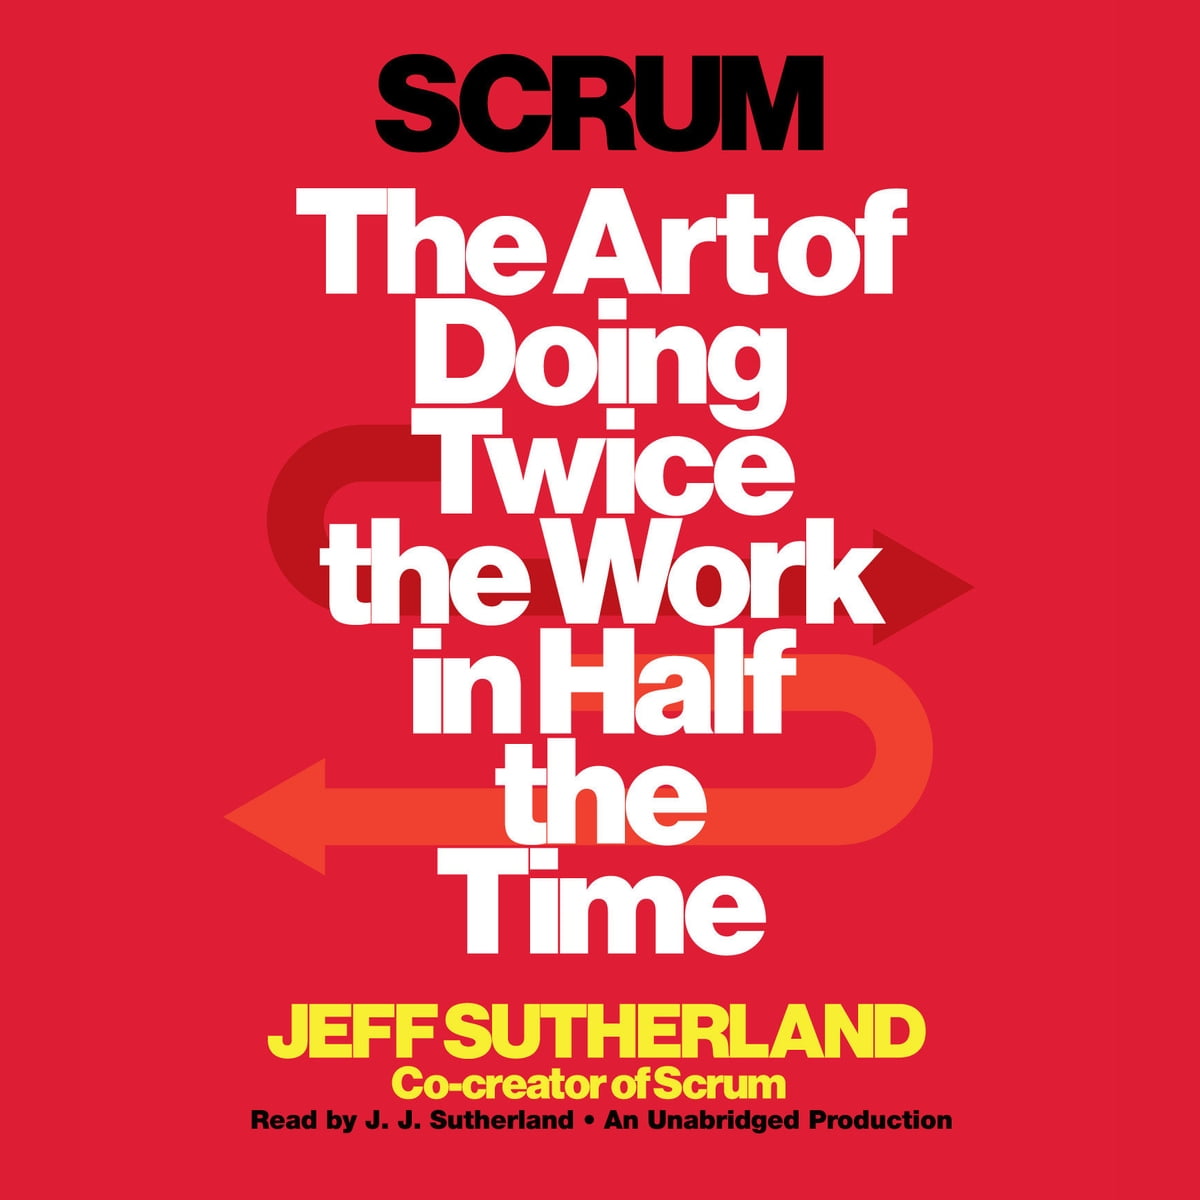 SCRUM
The Art of
Doing
Twice
the Work
in Half
the
Time
JEFF SUTHERLAND
Co-creator of Scrum
Read by J. J. Sutherland • An Unabridged Production